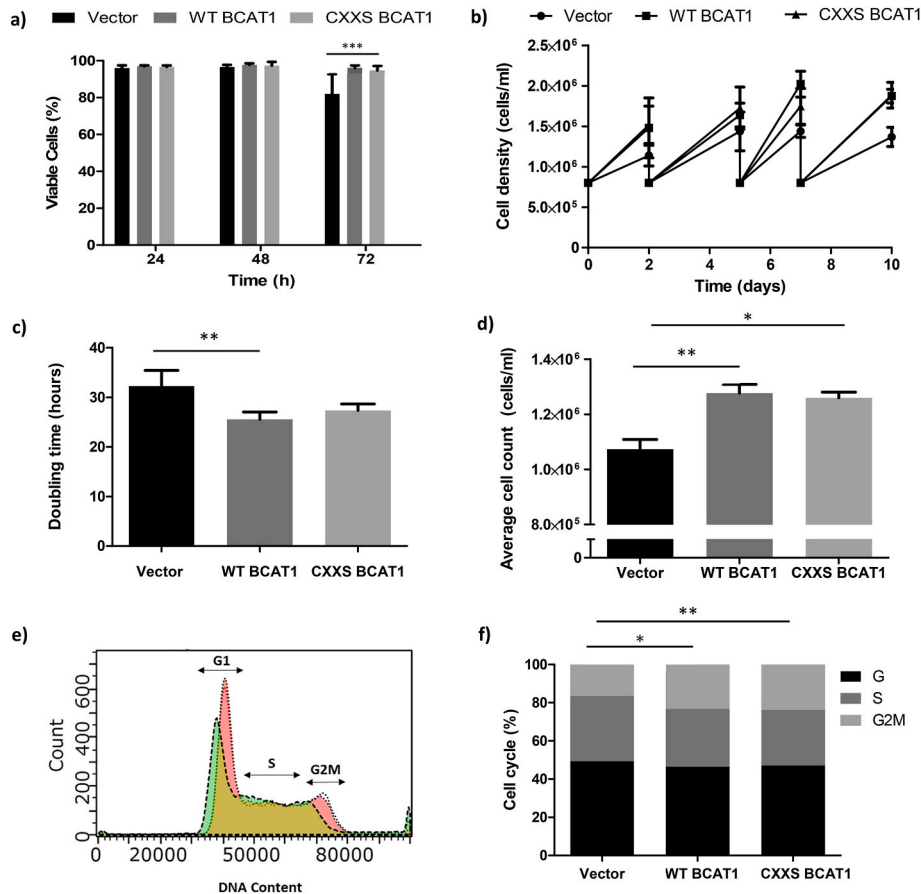 a)
Vector WT BCAT1 CXXS BCAT1
***
100
80
60
40
20
0
Viable Cells (%)
24 48 72
Time (h)
b)
Vector WT BCAT1 CXXS BCAT1
2.5×10⁶
2.0×10⁶
1.5×10⁶
1.0×10⁶
5.0×10⁵
0
Cell density (cells/ml)
0 2 4 6 8 10
Time (days)
c)
**
40
30
20
10
0
Doubling time (hours)
Vector WT BCAT1 CXXS BCAT1
d)
*
**
1.4×10⁶
1.2×10⁶
1.0×10⁶
8.0×10⁵
0
Average cell count (cells/ml)
Vector WT BCAT1 CXXS BCAT1
e)
G1
S
G2M
600
400
200
0
Count
0 20000 50000 80000
DNA Content
f)
**
*
100
80
60
40
20
0
Cell cycle (%)
Vector WT BCAT1 CXXS BCAT1
G
S
G2M